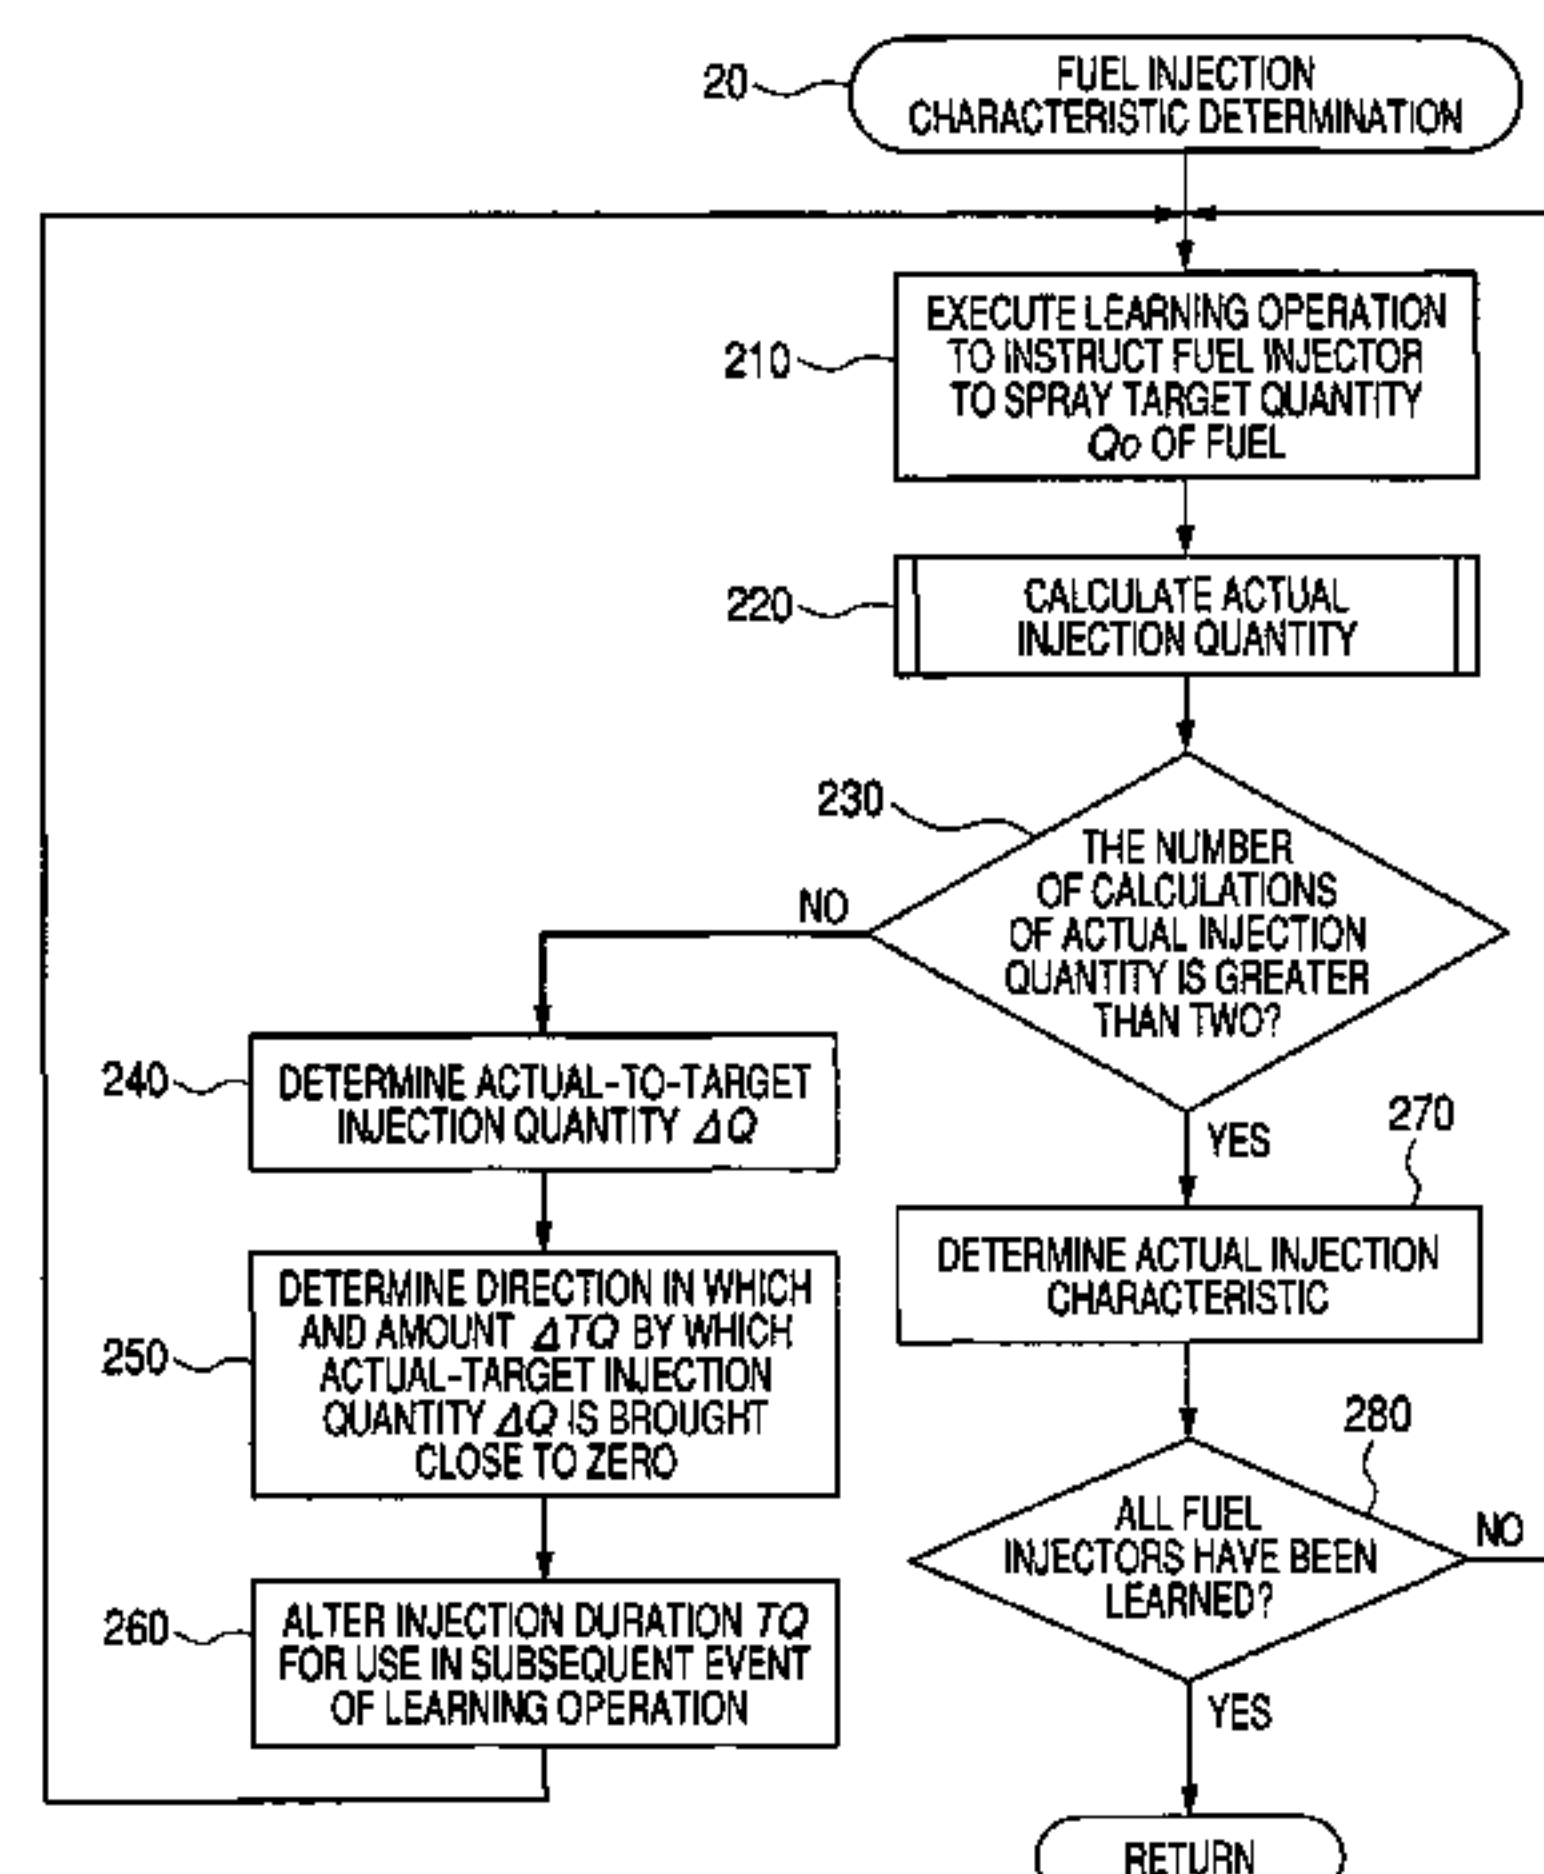 20
FUEL INJECTION
CHARACTERISTIC DETERMINATION
210
EXECUTE LEARNING OPERATION
TO INSTRUCT FUEL INJECTOR
TO SPRAY TARGET QUANTITY
Qo OF FUEL
220
CALCULATE ACTUAL
INJECTION QUANTITY
230
THE NUMBER
OF CALCULATIONS
OF ACTUAL INJECTION
QUANTITY IS GREATER
THAN TWO?
NO
240
DETERMINE ACTUAL-TO-TARGET
INJECTION QUANTITY ΔQ
250
DETERMINE DIRECTION IN WHICH
AND AMOUNT ΔTQ BY WHICH
ACTUAL-TARGET INJECTION
QUANTITY ΔQ IS BROUGHT
CLOSE TO ZERO
260
ALTER INJECTION DURATION TQ
FOR USE IN SUBSEQUENT EVENT
OF LEARNING OPERATION
YES
270
DETERMINE ACTUAL INJECTION
CHARACTERISTIC
280
ALL FUEL
INJECTORS HAVE BEEN
LEARNED?
NO
YES
RETURN